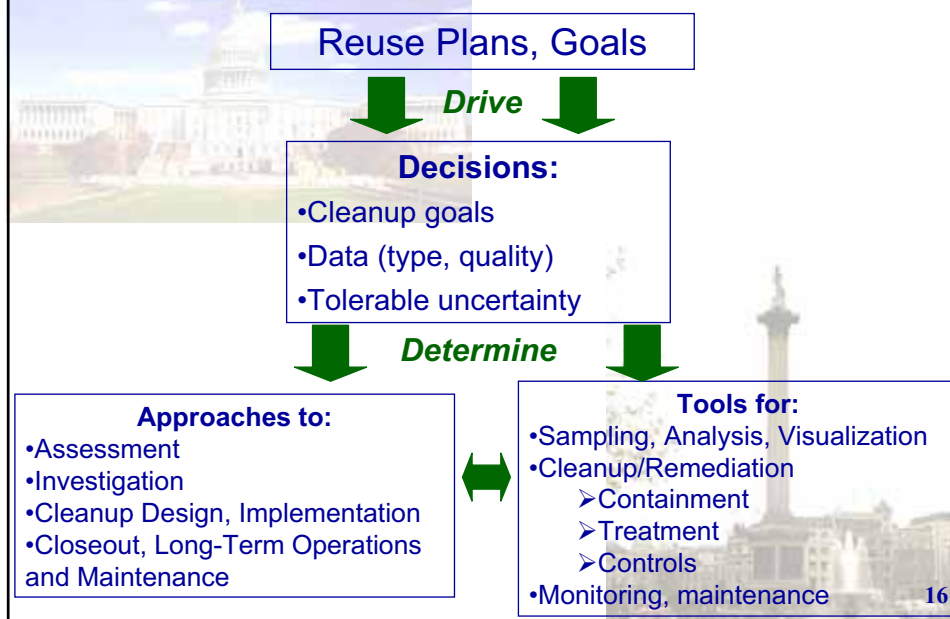 Reuse Plans, Goals
Drive
Decisions:
•Cleanup goals
•Data (type, quality)
•Tolerable uncertainty
Determine
Approaches to:
•Assessment
•Investigation
•Cleanup Design, Implementation
•Closeout, Long-Term Operations
and Maintenance
Tools for:
•Sampling, Analysis, Visualization
•Cleanup/Remediation
➢Containment
➢Treatment
➢Controls
•Monitoring, maintenance
16